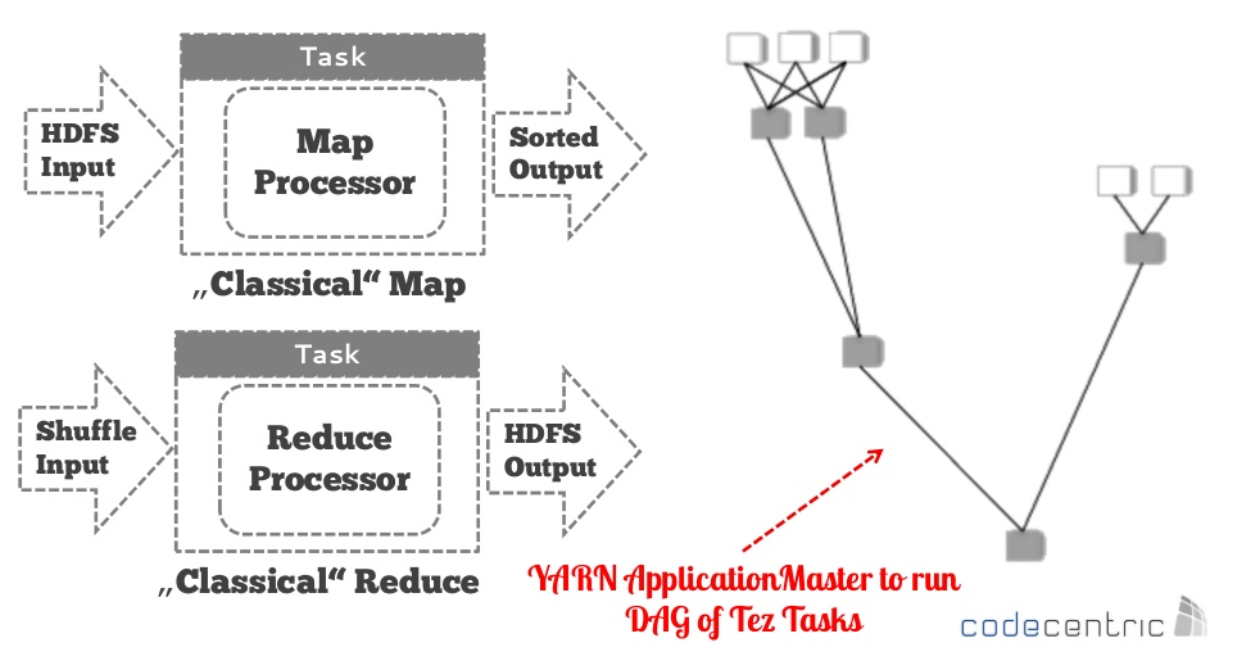 Task
HDFS
Input
Map
Processor
Sorted
Output
„Classical“ Map
Task
Shuffle
Input
Reduce
Processor
HDFS
Output
„Classical“ Reduce
YARN ApplicationMaster to run
DAG of Tez Tasks
codecentric